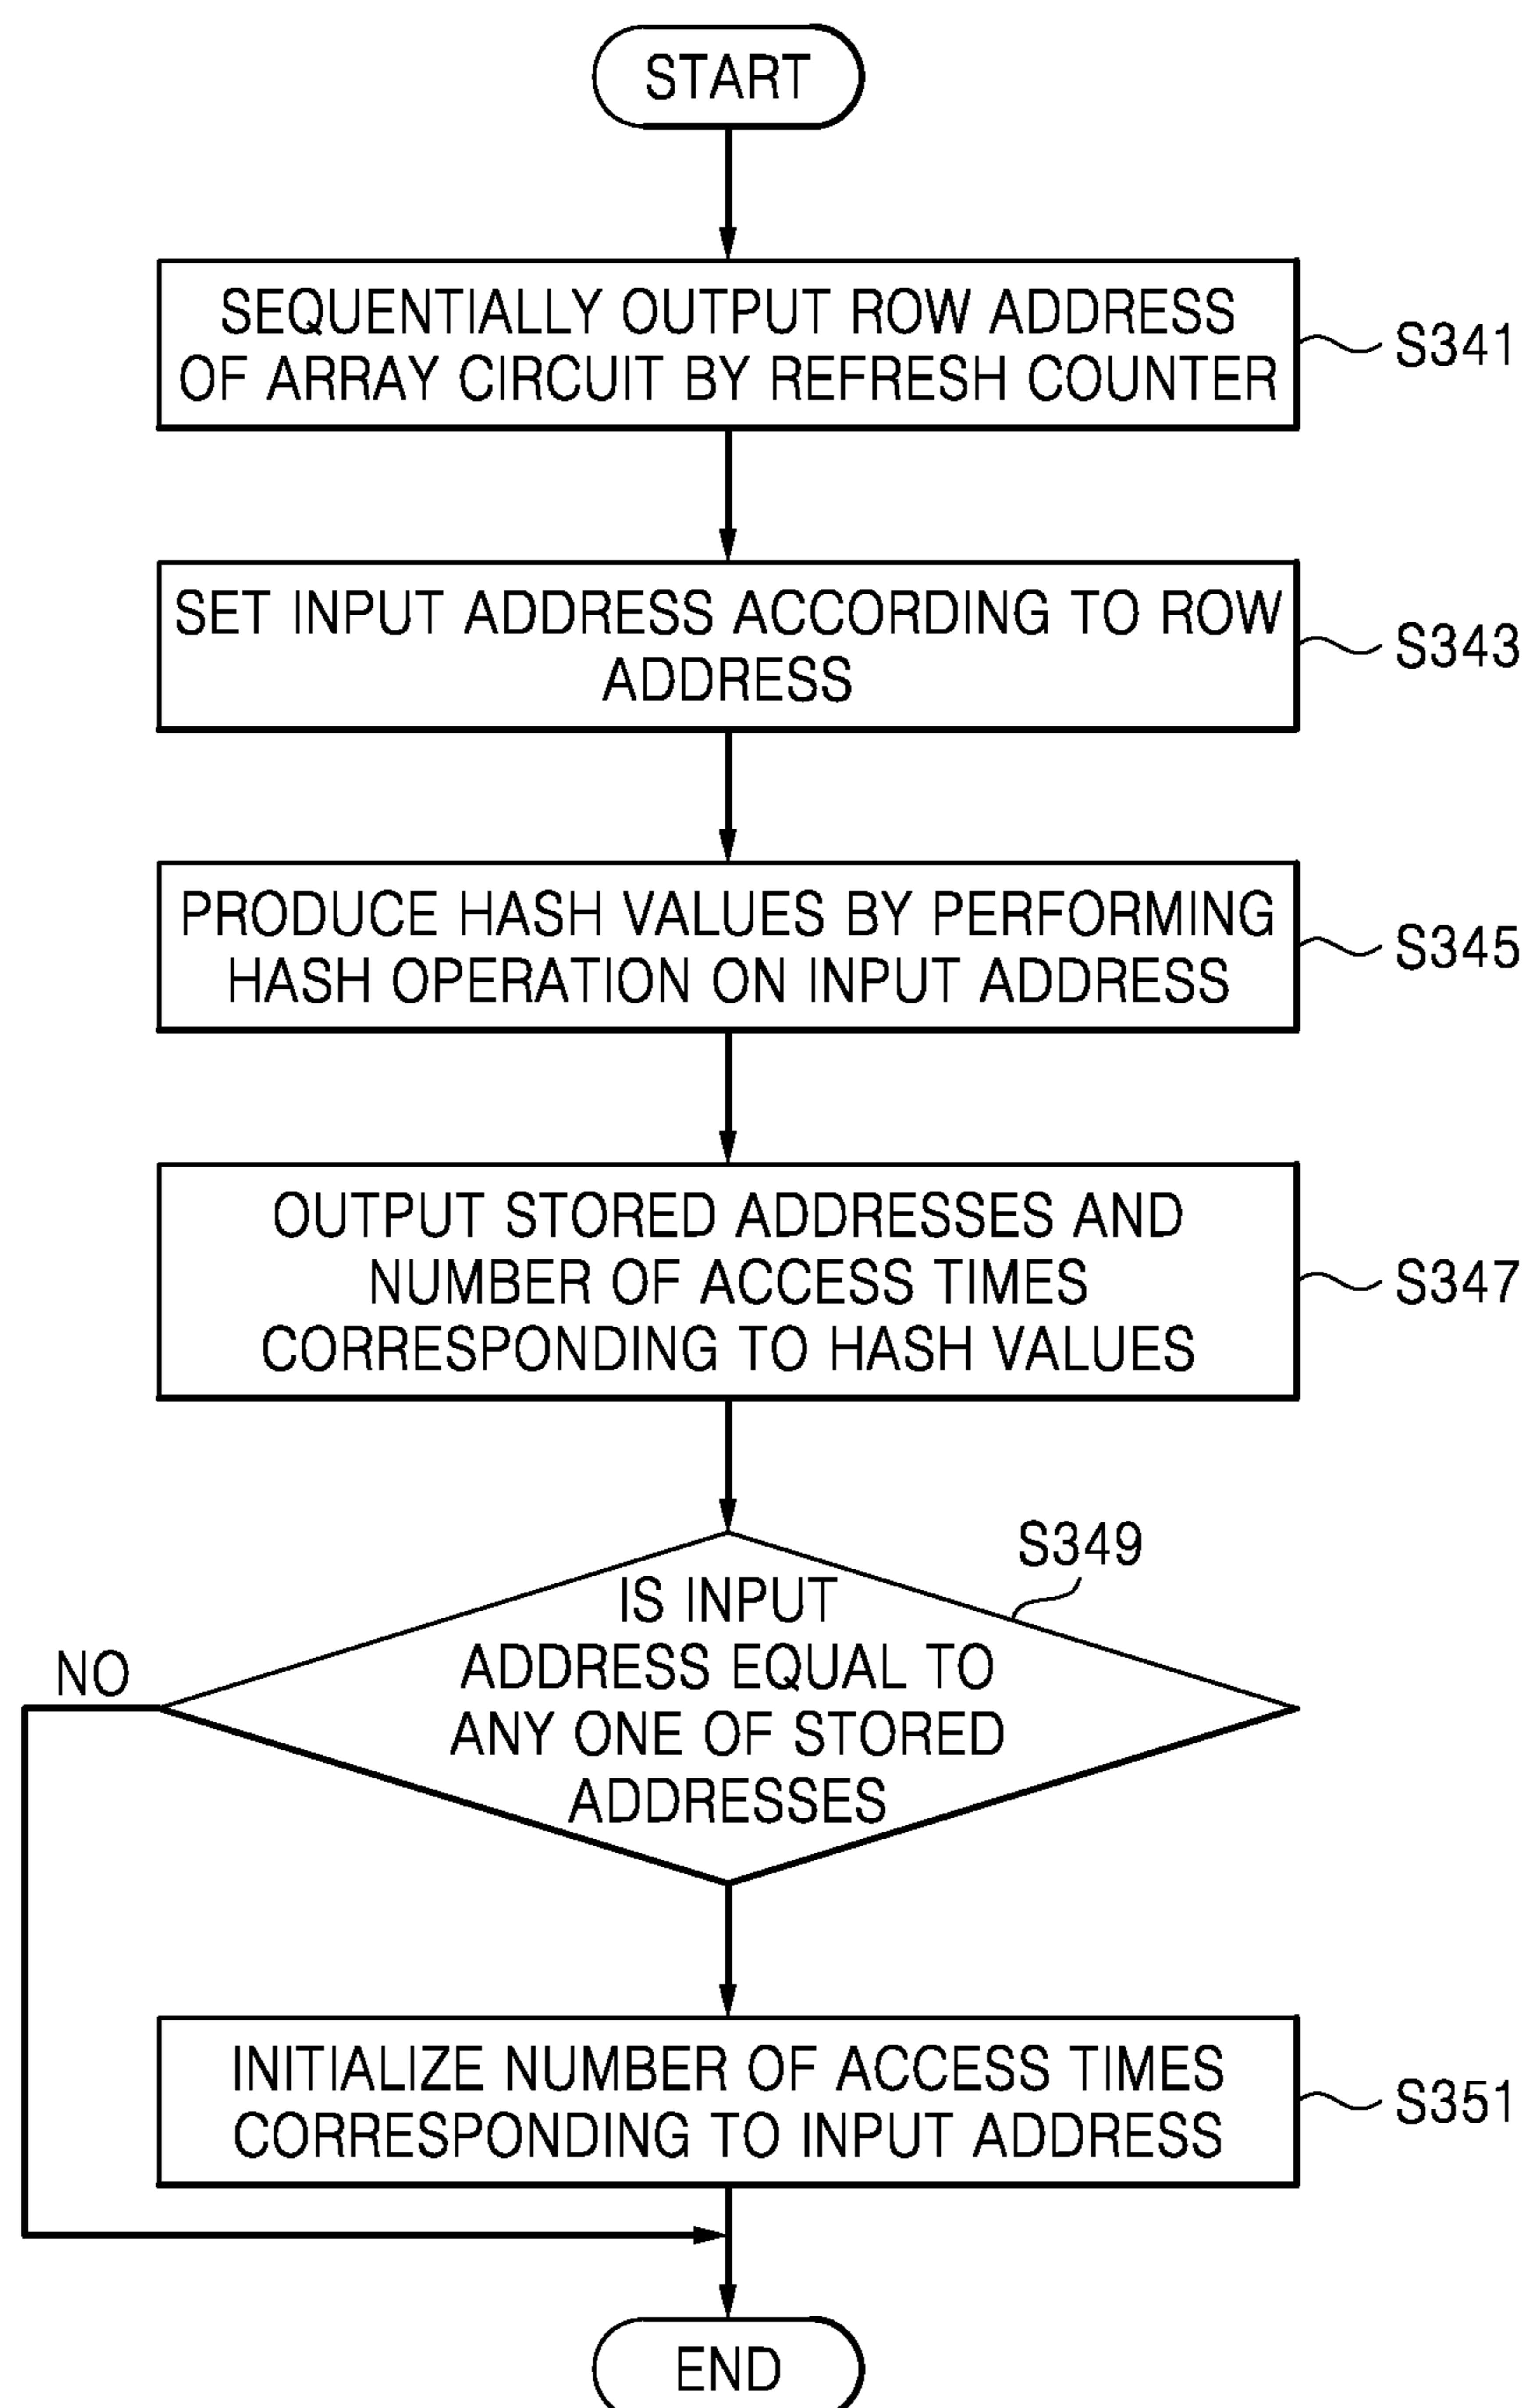 START
SEQUENTIALLY OUTPUT ROW ADDRESS
OF ARRAY CIRCUIT BY REFRESH COUNTER
S341
SET INPUT ADDRESS ACCORDING TO ROW
ADDRESS
S343
PRODUCE HASH VALUES BY PERFORMING
HASH OPERATION ON INPUT ADDRESS
S345
OUTPUT STORED ADDRESSES AND
NUMBER OF ACCESS TIMES
CORRESPONDING TO HASH VALUES
S347
S349
IS INPUT
ADDRESS EQUAL TO
ANY ONE OF STORED
ADDRESSES
NO
INITIALIZE NUMBER OF ACCESS TIMES
CORRESPONDING TO INPUT ADDRESS
S351
END